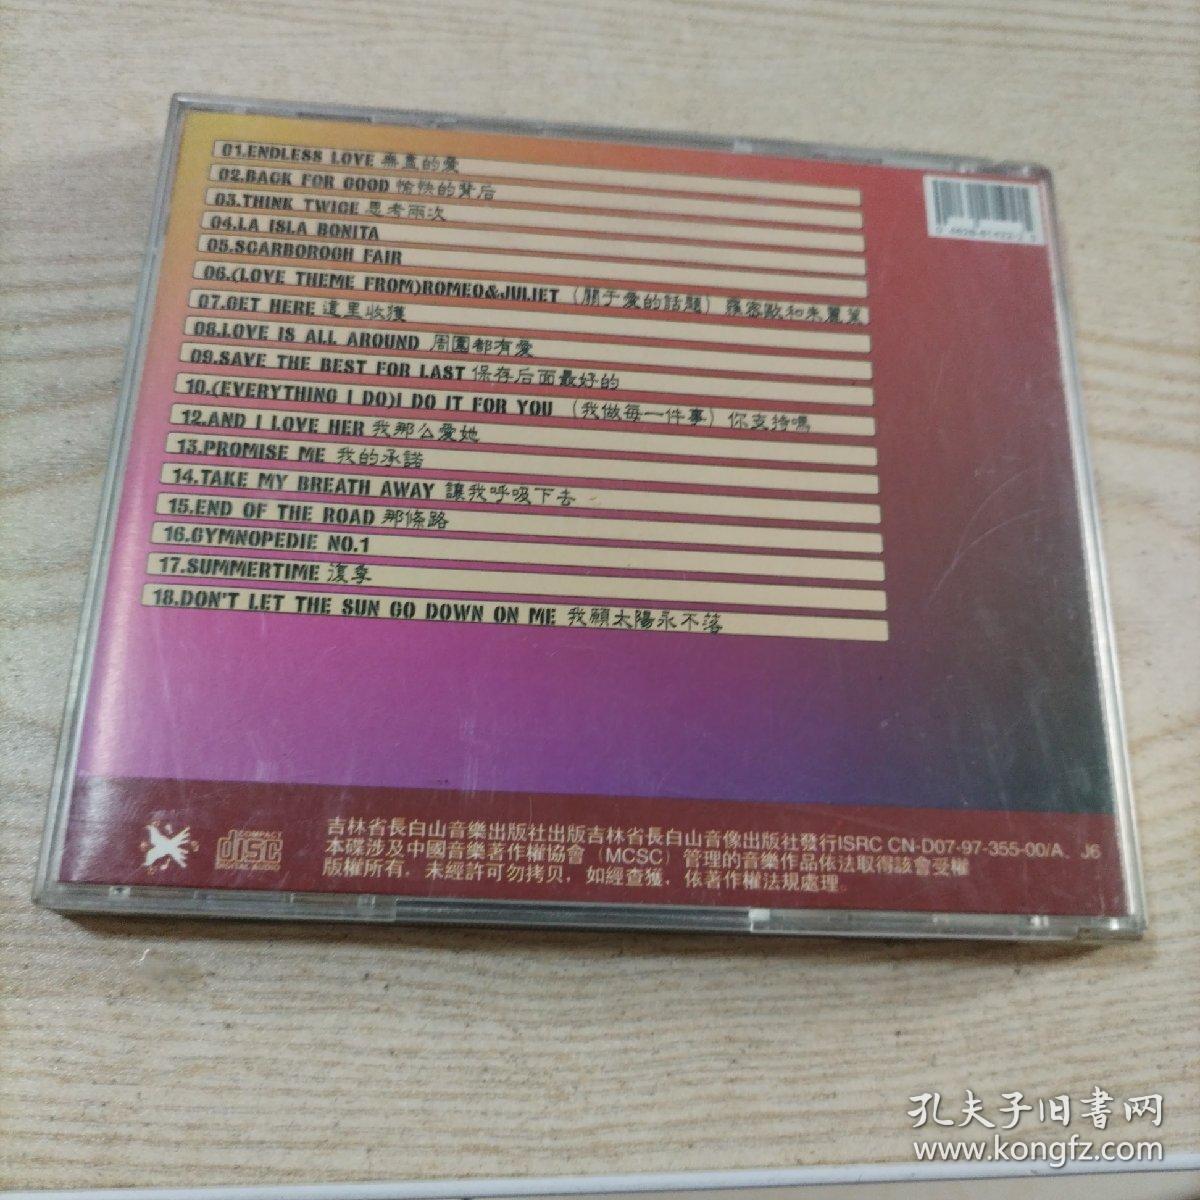 01.ENDLESS LOVE 無盡的愛
02.BACK FOR GOOD 愉快的背后
03.THINK TWICE 思考兩次
04.LA ISLA BONITA
05.SCARBOROGH FAIR
06.(LOVE THEME FROM)ROMEO&JULIET（關于愛的話題）羅密歐和朱麗葉
07.GET HERE 這里收獲
08.LOVE IS ALL AROUND 周圍都有愛
09.SAVE THE BEST FOR LAST 保存后面最好的
10.(EVERYTHING I DO)I DO IT FOR YOU （我做每一件事）你支持嗎
12.AND I LOVE HER 我那么愛她
13.PROMISE ME 我的承諾
14.TAKE MY BREATH AWAY 讓我呼吸下去
15.END OF THE ROAD 那條路
16.GYMNOPEDIE NO.1
17.SUMMERTIME 夏季
18.DON'T LET THE SUN GO DOWN ON ME 我願太陽永不落
COMPACT
disc
DIGITAL AUDIO
吉林省長白山音樂出版社出版吉林省長白山音像出版社發行ISRC CN-D07-97-355-00/A、J6
本碟涉及中國音樂著作權協會（MCSC）管理的音樂作品依法取得該會受權
版權所有，未經許可勿拷贝，如經查獲，依著作權法規處理。
孔夫子旧书网
www.kongfz.com